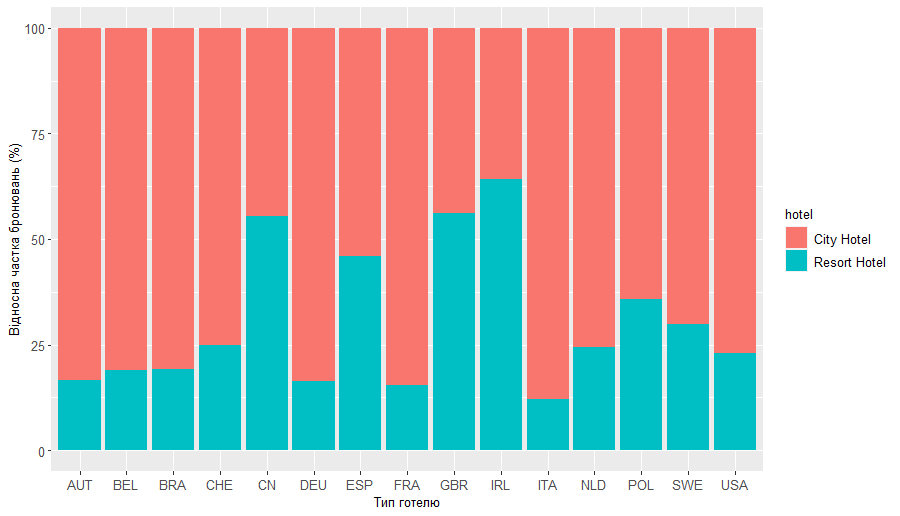 Відносна частка бронювань (%)
100
75
50
25
0
AUT BEL BRA CHE CN DEU ESP FRA GBR IRL ITA NLD POL SWE USA
Тип готелю
hotel
City Hotel
Resort Hotel